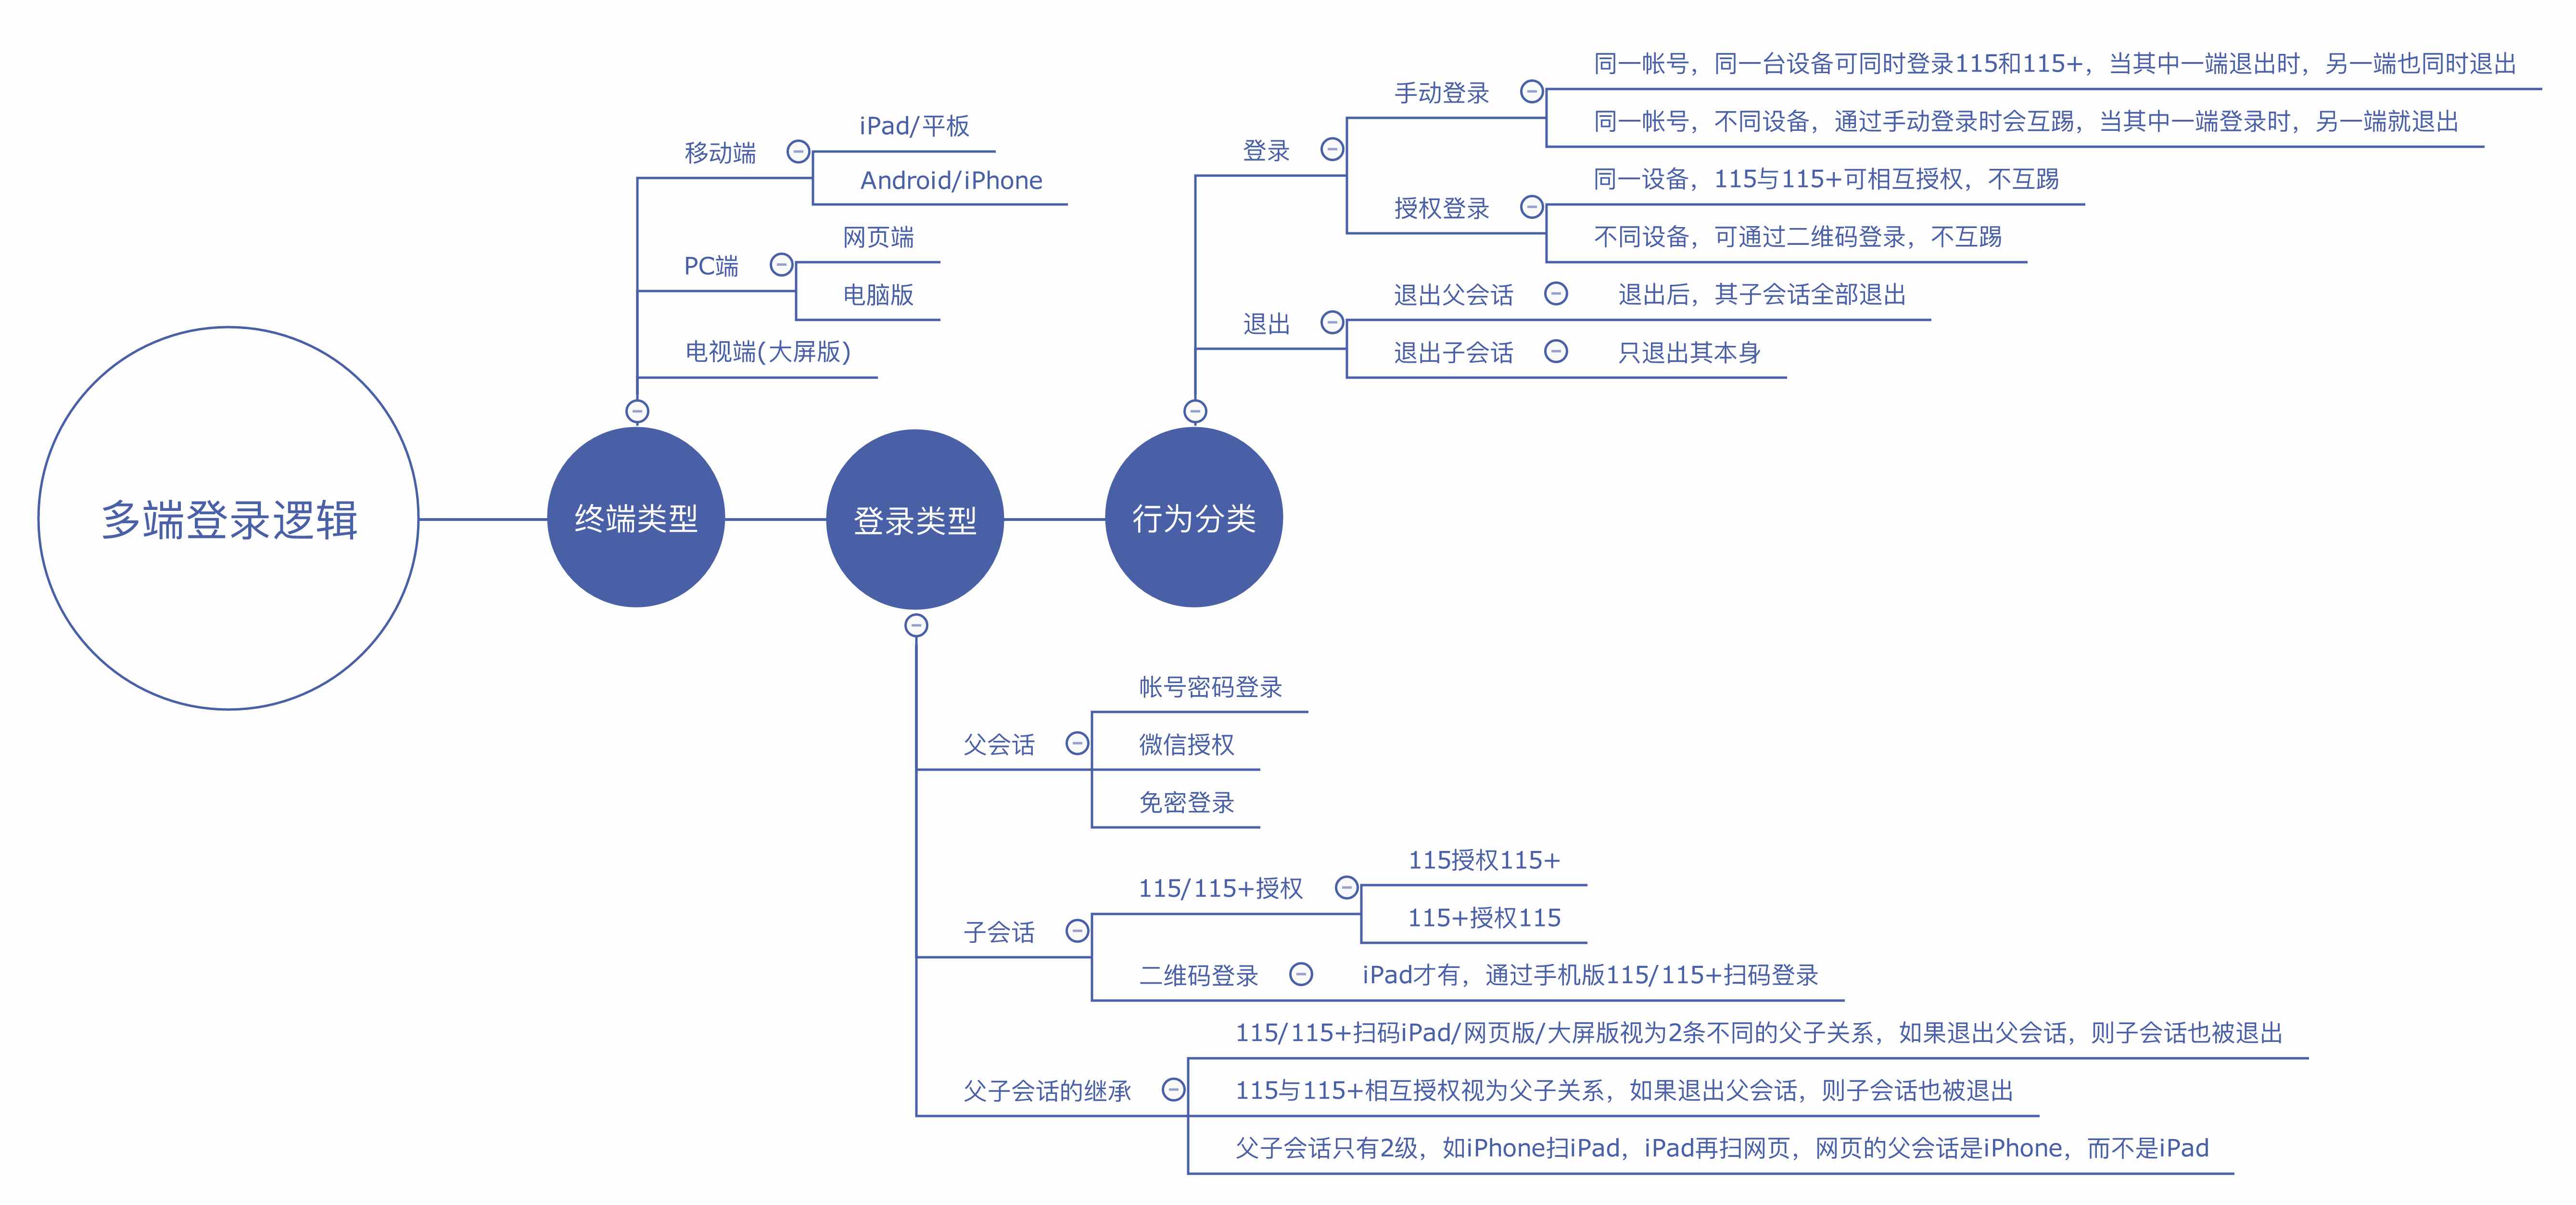 多端登录逻辑
终端类型
移动端
iPad/平板
Android/iPhone
PC端
网页端
电脑版
电视端(大屏版)
登录类型
父会话
帐号密码登录
微信授权
免密登录
子会话
115/115+授权
115授权115+
115+授权115
二维码登录
iPad才有，通过手机版115/115+扫码登录
父子会话的继承
115/115+扫码iPad/网页版/大屏版视为2条不同的父子关系，如果退出父会话，则子会话也被退出
115与115+相互授权视为父子关系，如果退出父会话，则子会话也被退出
父子会话只有2级，如iPhone扫iPad，iPad再扫网页，网页的父会话是iPhone，而不是iPad
行为分类
登录
手动登录
同一帐号，同一台设备可同时登录115和115+，当其中一端退出时，另一端也同时退出
同一帐号，不同设备，通过手动登录时会互踢，当其中一端登录时，另一端就退出
授权登录
同一设备，115与115+可相互授权，不互踢
不同设备，可通过二维码登录，不互踢
退出
退出父会话
退出后，其子会话全部退出
退出子会话
只退出其本身